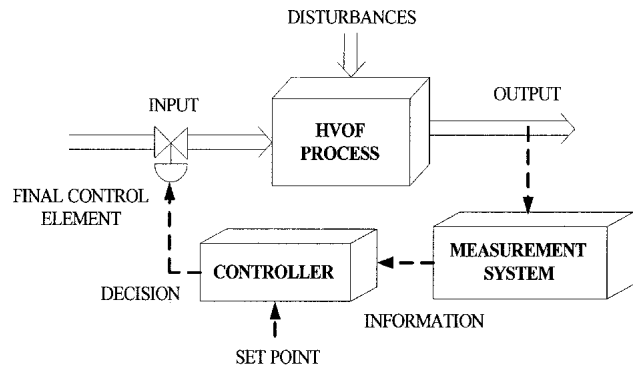 DISTURBANCES
INPUT
OUTPUT
HVOF
PROCESS
FINAL CONTROL
ELEMENT
MEASUREMENT
SYSTEM
CONTROLLER
DECISION
INFORMATION
SET POINT